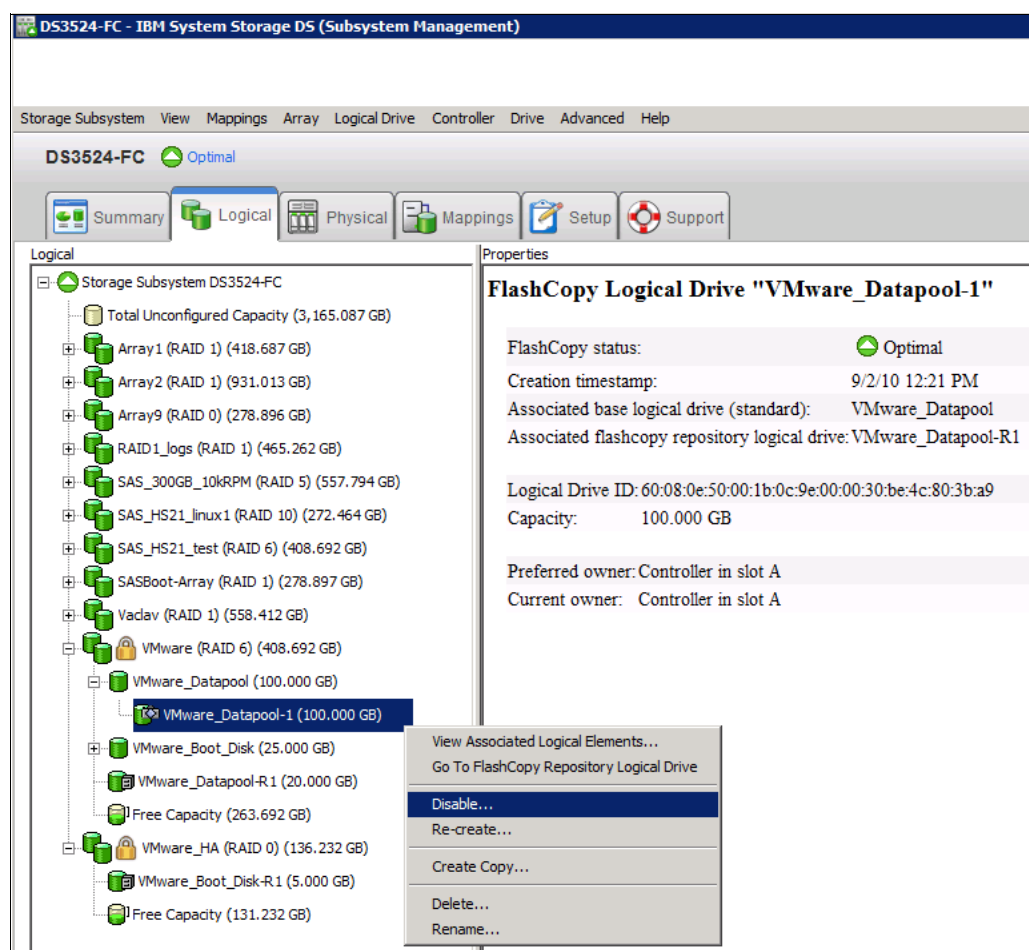 DS3524-FC - IBM System Storage DS (Subsystem Management)
Storage Subsystem View Mappings Array Logical Drive Controller Drive Advanced Help
DS3524-FC Optimal
Summary Logical Physical Mappings Setup Support
Logical
Storage Subsystem DS3524-FC
Total Unconfigured Capacity (3,165.087 GB)
Array1 (RAID 1) (418.687 GB)
Array2 (RAID 1) (931.013 GB)
Array9 (RAID 0) (278.896 GB)
RAID1_logs (RAID 1) (465.262 GB)
SAS_300GB_10kRPM (RAID 5) (557.794 GB)
SAS_HS21_linux1 (RAID 10) (272.464 GB)
SAS_HS21_test (RAID 6) (408.692 GB)
SASBoot-Array (RAID 1) (278.897 GB)
Vaclav (RAID 1) (558.412 GB)
VMware (RAID 6) (408.692 GB)
VMware_Datapool (100.000 GB)
VMware_Datapool-1 (100.000 GB)
VMware_Boot_Disk (25.000 GB)
VMware_Datapool-R1 (20.000 GB)
Free Capacity (263.692 GB)
VMware_HA (RAID 0) (136.232 GB)
VMware_Boot_Disk-R1 (5.000 GB)
Free Capacity (131.232 GB)
Properties
FlashCopy Logical Drive "VMware_Datapool-1"
FlashCopy status: Optimal
Creation timestamp: 9/2/10 12:21 PM
Associated base logical drive (standard): VMware_Datapool
Associated flashcopy repository logical drive: VMware_Datapool-R1
Logical Drive ID: 60:08:0e:50:00:1b:0c:9e:00:00:30:be:4c:80:3b:a9
Capacity: 100.000 GB
Preferred owner: Controller in slot A
Current owner: Controller in slot A
View Associated Logical Elements...
Go To FlashCopy Repository Logical Drive
Disable...
Re-create...
Create Copy...
Delete...
Rename...